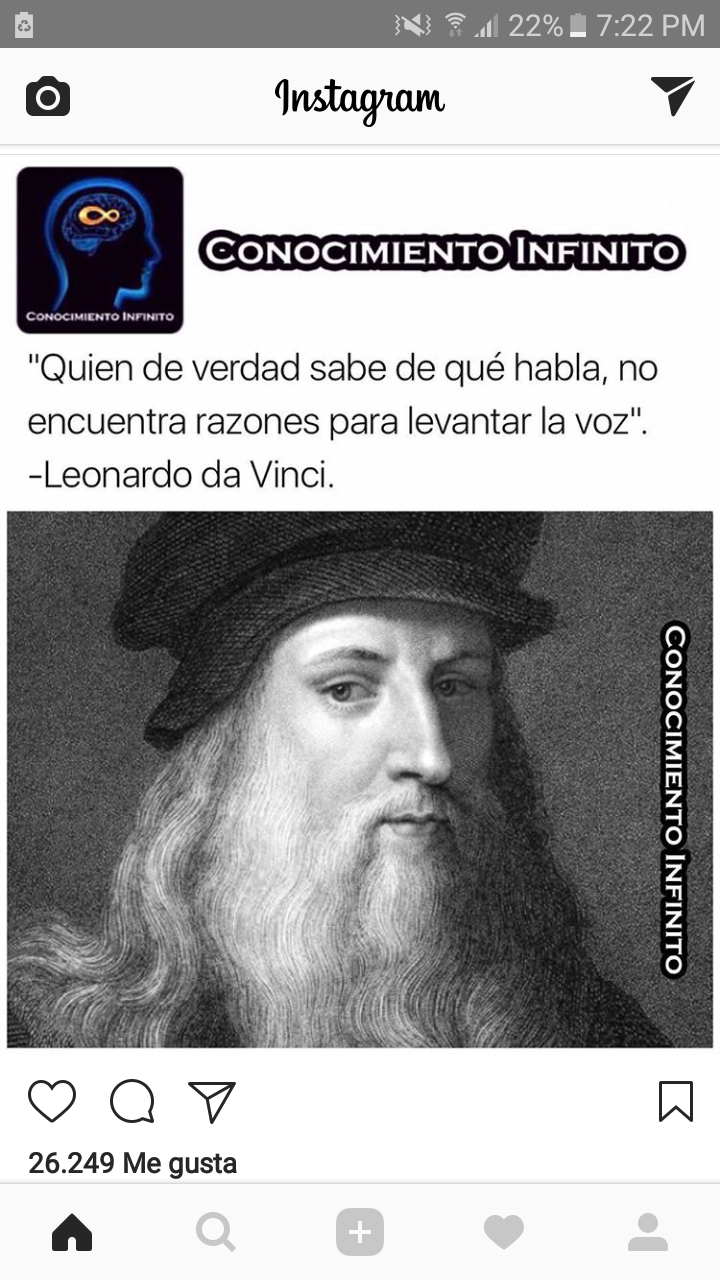 22% 7:22 PM
Instagram
CONOCIMIENTO INFINITO
CONOCIMIENTO INFINITO
"Quien de verdad sabe de qué habla, no
encuentra razones para levantar la voz".
-Leonardo da Vinci.
CONOCIMIENTO INFINITO
26.249 Me gusta